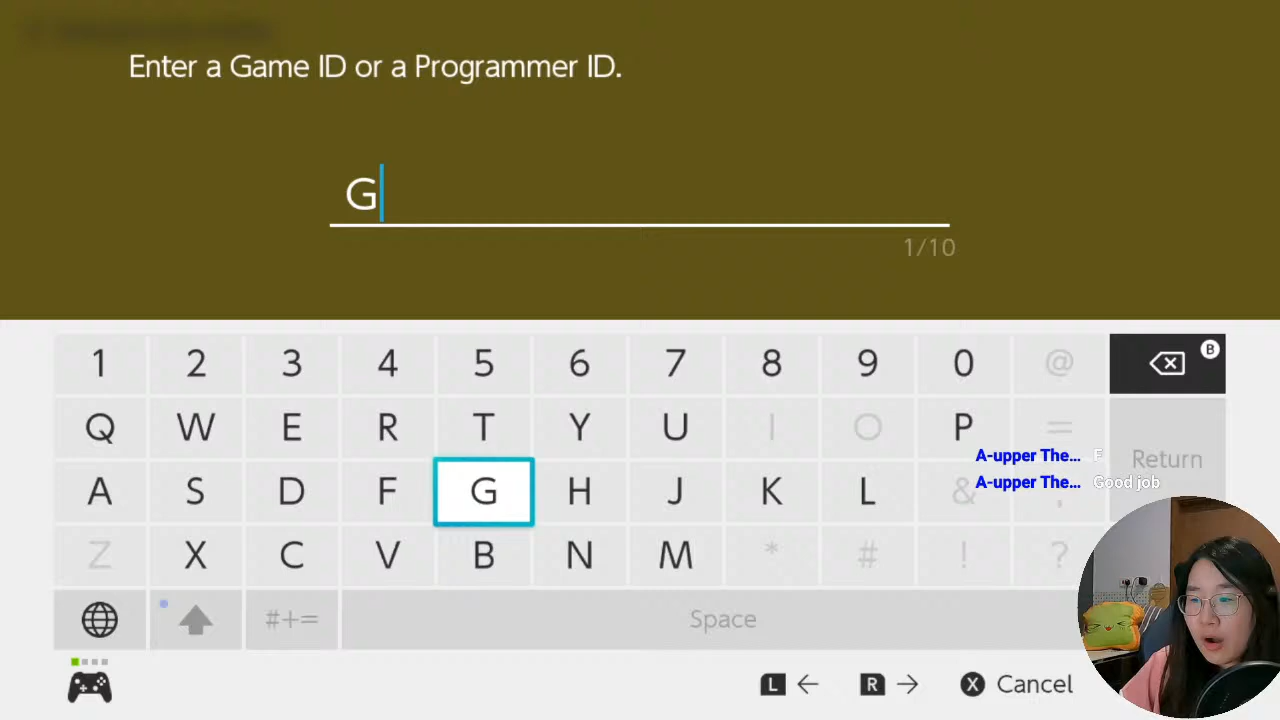 Enter a Game ID or a Programmer ID.
G
1/10
1 2 3 4 5 6 7 8 9 0 @ B
Q W E R T Y U I O P =
A-upper The... F
Return
A S D F G H J K L &
A-upper The... Good job
Z X C V B N M * # ! ?
#+= Space
L ← R → X Cancel